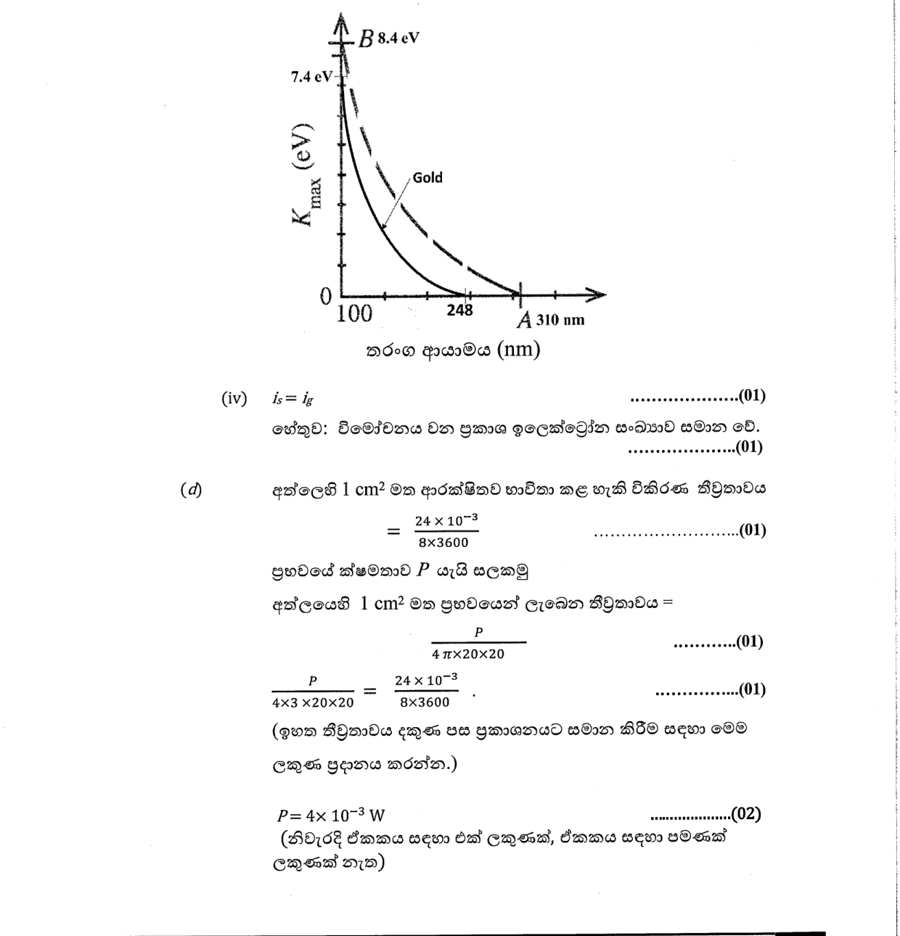 B 8.4 eV
7.4 eV
K max (eV)
Gold
0
100
248
A 310 nm
තරංග ආයාමය (nm)
(iv) iₛ = i_g .....................(01)
හේතුව: විමෝචනය වන ප්‍රකාශ ඉලෙක්ට්‍රෝන සංඛ්‍යාව සමාන වේ.
.....................(01)
(d) අත්ලෙහි 1 cm² මත ආරක්ෂිතව භාවිතා කළ හැකි විකිරණ තීව්‍රතාවය
= (24 × 10⁻³)/(8×3600) ...........................(01)
ප්‍රභවයේ ක්ෂමතාව P යැයි සලකමු
අත්ලයෙහි 1 cm² මත ප්‍රභවයෙන් ලැබෙන තීව්‍රතාවය =
P/(4 π×20×20) ............(01)
P/(4×3 ×20×20) = (24 × 10⁻³)/(8×3600) . ................(01)
(ඉහත තීව්‍රතාවය දකුණ පස ප්‍රකාශනයට සමාන කිරීම සඳහා මෙම
ලකුණ ප්‍රදානය කරන්න.)
P= 4× 10⁻³ W .....................(02)
(නිවැරදි ඒකකය සඳහා එක් ලකුණක්, ඒකකය සඳහා පමණක්
ලකුණක් නැත)